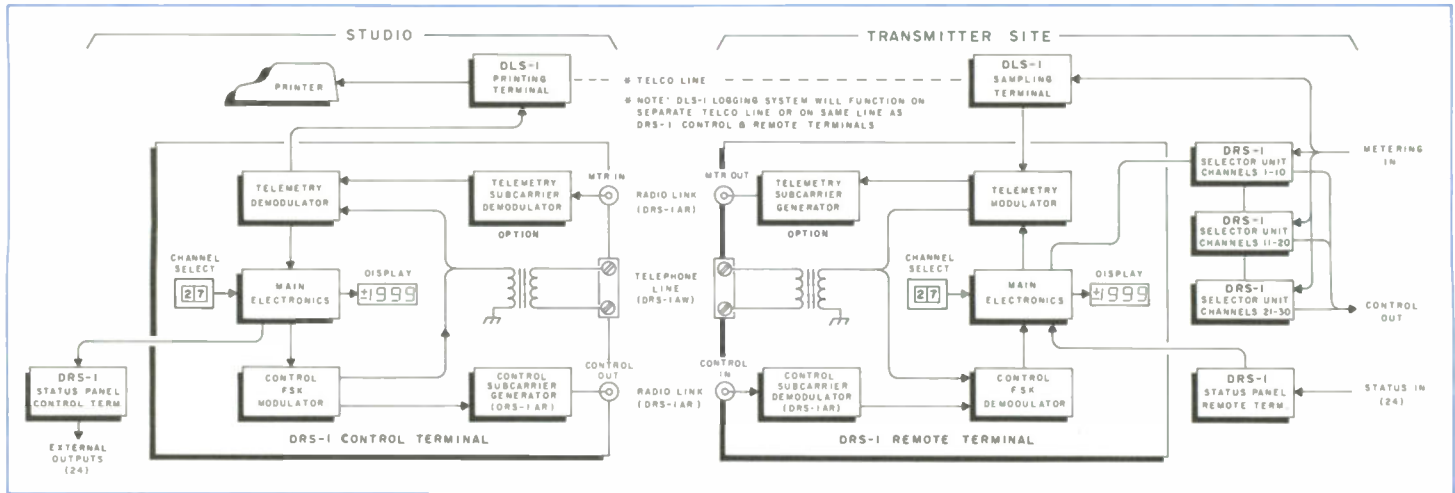 STUDIO
TRANSMITTER SITE
PRINTER
DLS-1
PRINTING
TERMINAL
* TELCO LINE
* NOTE: DLS-1 LOGGING SYSTEM WILL FUNCTION ON
SEPARATE TELCO LINE OR ON SAME LINE AS
DRS-1 CONTROL & REMOTE TERMINALS
DLS-1
SAMPLING
TERMINAL
TELEMETRY
DEMODULATOR
TELEMETRY
SUBCARRIER
DEMODULATOR
OPTION
MTR IN
RADIO LINK
(DRS-1AR)
MTR OUT
TELEMETRY
SUBCARRIER
GENERATOR
OPTION
TELEMETRY
MODULATOR
DRS-1
SELECTOR UNIT
CHANNELS 1-10
METERING
IN
DRS-1
SELECTOR UNIT
CHANNELS 11-20
DRS-1
SELECTOR UNIT
CHANNELS 21-30
CONTROL
OUT
CHANNEL
SELECT
27
MAIN
ELECTRONICS
DISPLAY
±1999
TELEPHONE
LINE
(DRS-1AW)
CHANNEL
SELECT
27
MAIN
ELECTRONICS
DISPLAY
±1999
DRS-1
STATUS PANEL
CONTROL TERM.
EXTERNAL
OUTPUTS
(24)
CONTROL
FSK
MODULATOR
CONTROL
SUBCARRIER
GENERATOR
(DRS-1AR)
CONTROL
OUT
RADIO LINK
(DRS-1AR)
CONTROL
IN
CONTROL
SUBCARRIER
DEMODULATOR
(DRS-1AR)
CONTROL
FSK
DEMODULATOR
DRS-1
STATUS PANEL
REMOTE TERM.
STATUS IN
(24)
DRS-1 CONTROL TERMINAL
DRS-1 REMOTE TERMINAL